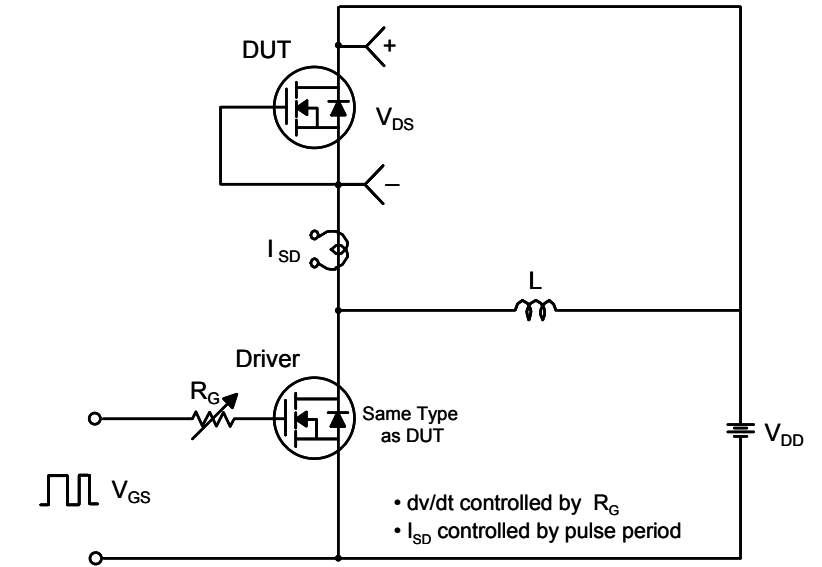 DUT
+
VDS
–
ISD
L
Driver
RG
Same Type
as DUT
VDD
VGS
• dv/dt controlled by RG
• ISD controlled by pulse period